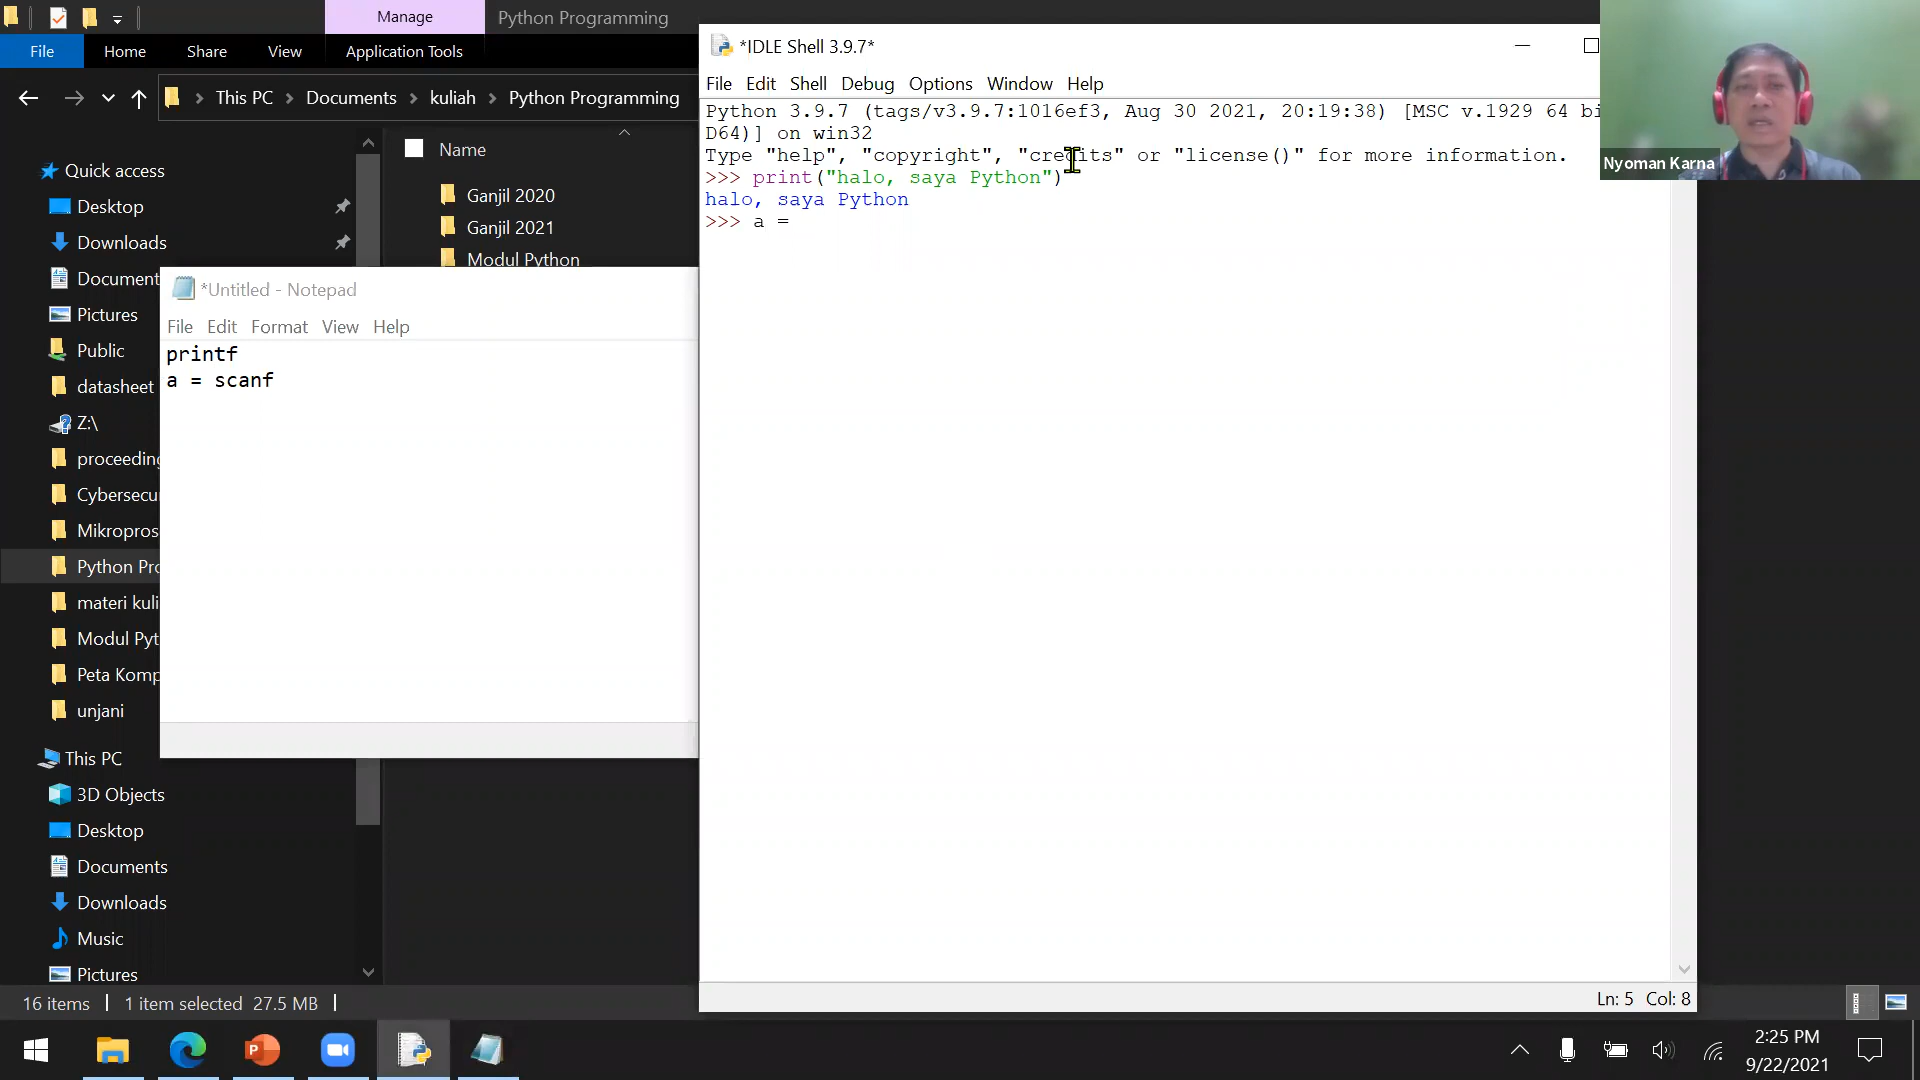 Manage
Python Programming
File
Home
Share
View
Application Tools
This PC
Documents
kuliah
Python Programming
Quick access
Desktop
Downloads
Document
Pictures
Public
datasheet
Z:\
proceeding
Cybersecu
Mikropros
Python Pro
materi kuli
Modul Pyt
Peta Komp
unjani
This PC
3D Objects
Desktop
Documents
Downloads
Music
Pictures
Name
Ganjil 2020
Ganjil 2021
Modul Python
16 items
1 item selected 27.5 MB
*Untitled - Notepad
File Edit Format View Help
printf
a = scanf
*IDLE Shell 3.9.7*
File Edit Shell Debug Options Window Help
Python 3.9.7 (tags/v3.9.7:1016ef3, Aug 30 2021, 20:19:38) [MSC v.1929 64 bi
D64)] on win32
Type "help", "copyright", "credits" or "license()" for more information.
>>> print("halo, saya Python")
halo, saya Python
>>> a =
Ln: 5 Col: 8
Nyoman Karna
2:25 PM
9/22/2021